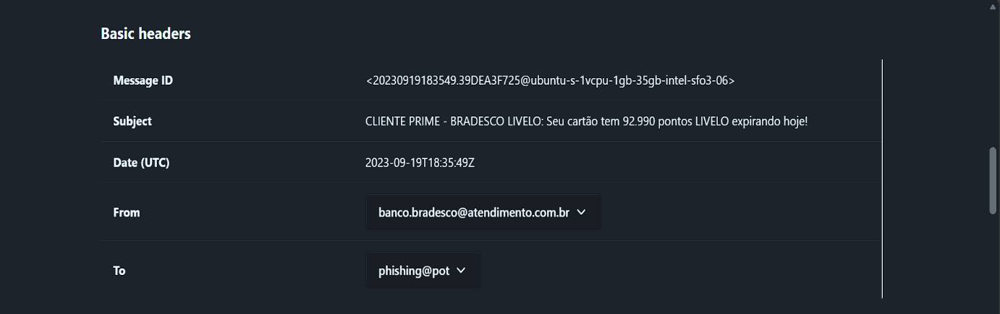 Basic headers
Message ID <20230919183549.39DEA3F725@ubuntu-s-1vcpu-1gb-35gb-intel-sfo3-06>
Subject CLIENTE PRIME - BRADESCO LIVELO: Seu cartão tem 92.990 pontos LIVELO expirando hoje!
Date (UTC) 2023-09-19T18:35:49Z
From banco.bradesco@atendimento.com.br
To phishing@pot